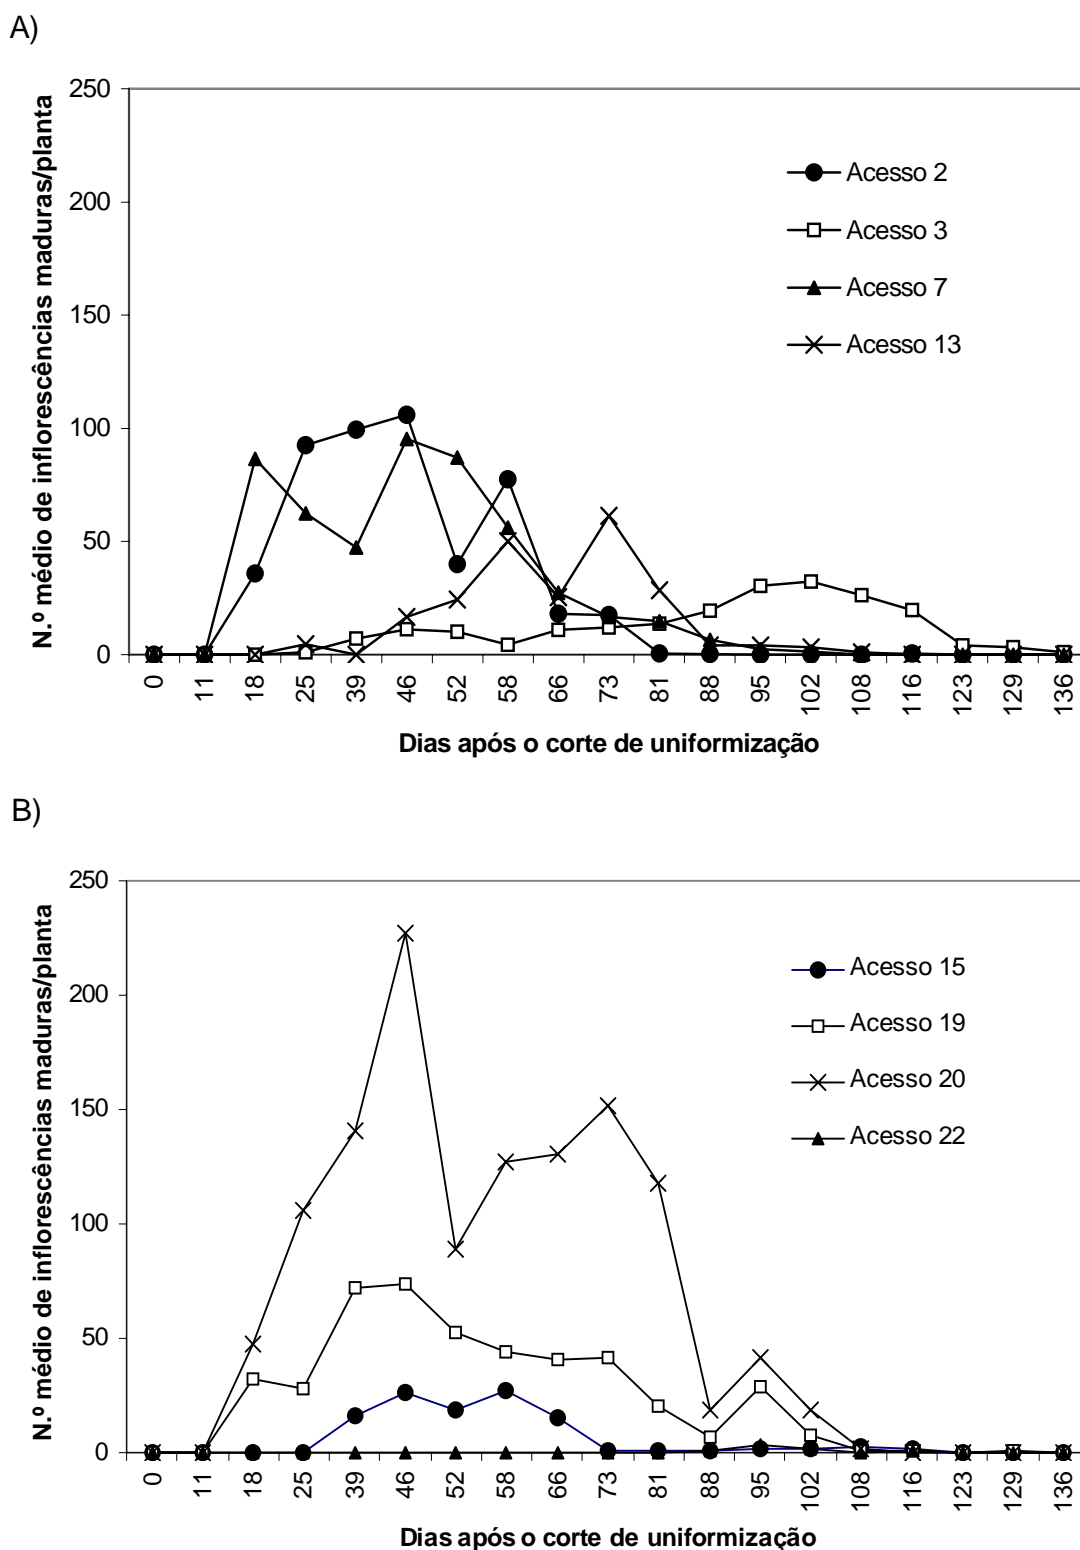 A)
N.º médio de inflorescências maduras/planta
250
200
150
100
50
0
Acesso 2
Acesso 3
Acesso 7
Acesso 13
0 11 18 25 39 46 52 58 66 73 81 88 95 102 108 116 123 129 136
Dias após o corte de uniformização
B)
N.º médio de inflorescências maduras/planta
250
200
150
100
50
0
Acesso 15
Acesso 19
Acesso 20
Acesso 22
0 11 18 25 39 46 52 58 66 73 81 88 95 102 108 116 123 129 136
Dias após o corte de uniformização